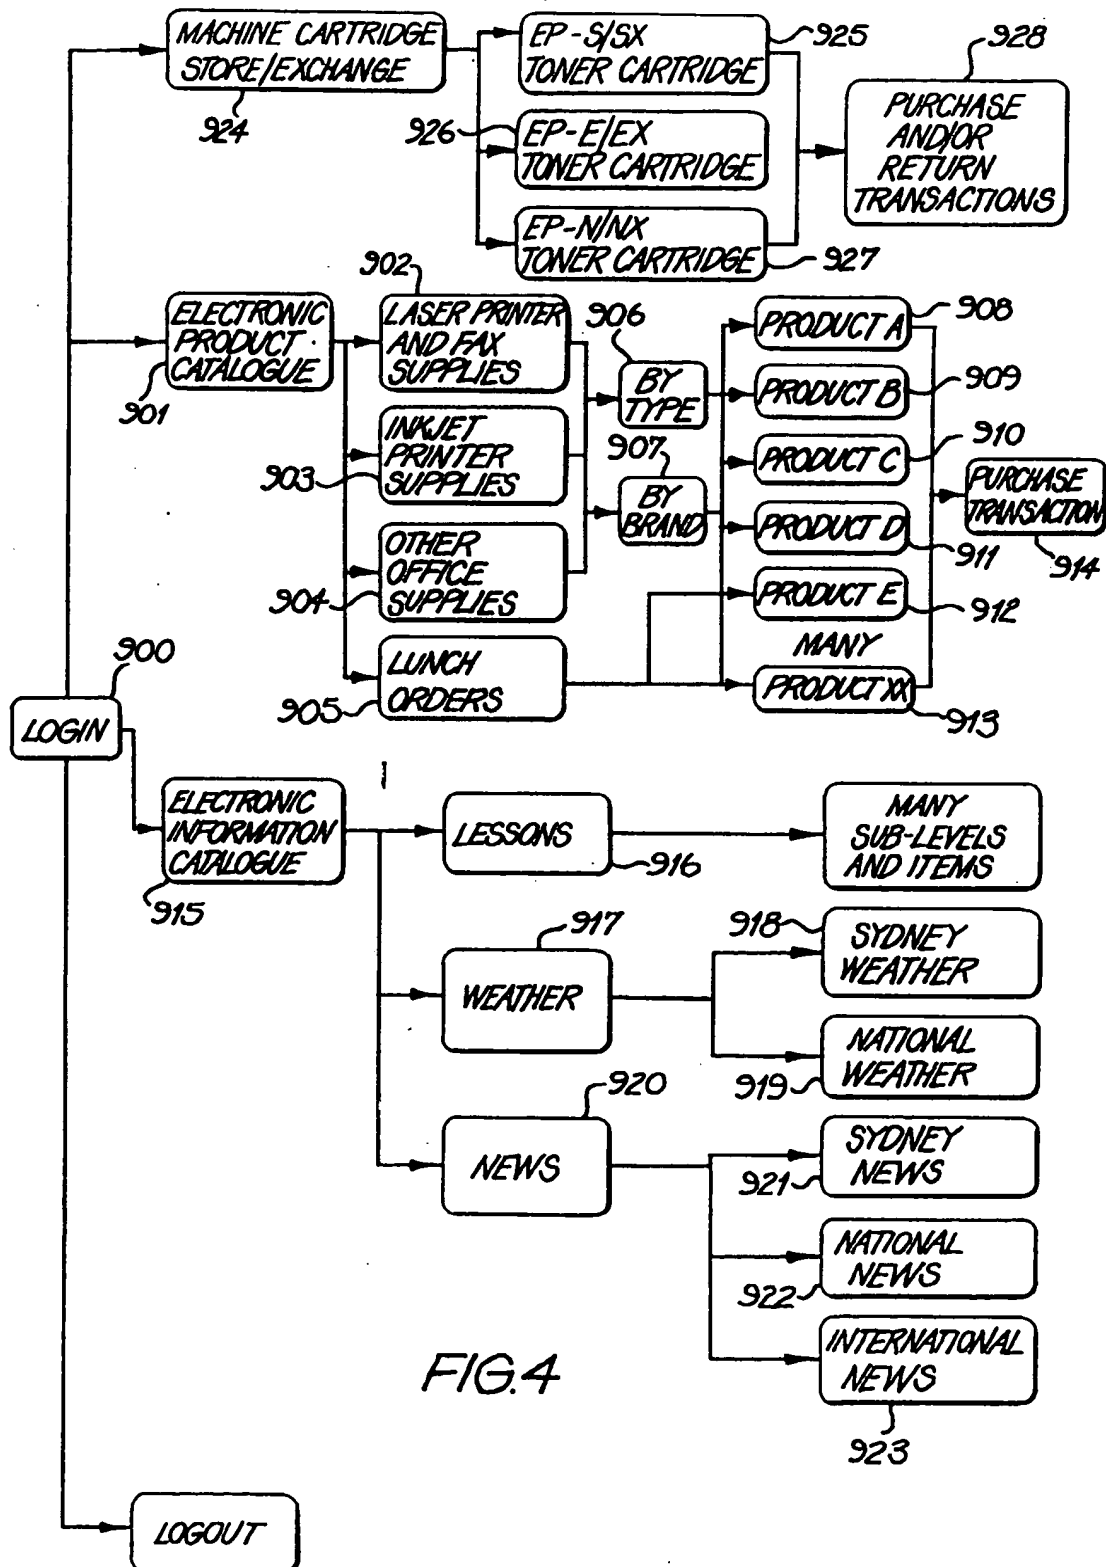 MACHINE CARTRIDGE
STORE/EXCHANGE
924
EP-S/SX
TONER CARTRIDGE
925
926
EP-E/EX
TONER CARTRIDGE
EP-N/NX
TONER CARTRIDGE
927
928
PURCHASE
AND/OR
RETURN
TRANSACTIONS
ELECTRONIC
PRODUCT
CATALOGUE
901
902
LASER PRINTER
AND FAX
SUPPLIES
INKJET
PRINTER
SUPPLIES
903
OTHER
OFFICE
SUPPLIES
904
LUNCH
ORDERS
905
906
BY
TYPE
907
BY
BRAND
PRODUCT A
908
PRODUCT B
909
PRODUCT C
910
PRODUCT D
911
PRODUCT E
912
MANY
PRODUCT XX
913
PURCHASE
TRANSACTION
914
900
LOGIN
ELECTRONIC
INFORMATION
CATALOGUE
915
LESSONS
916
MANY
SUB-LEVELS
AND ITEMS
917
WEATHER
918
SYDNEY
WEATHER
NATIONAL
WEATHER
919
920
NEWS
SYDNEY
NEWS
921
NATIONAL
NEWS
922
INTERNATIONAL
NEWS
923
FIG.4
LOGOUT